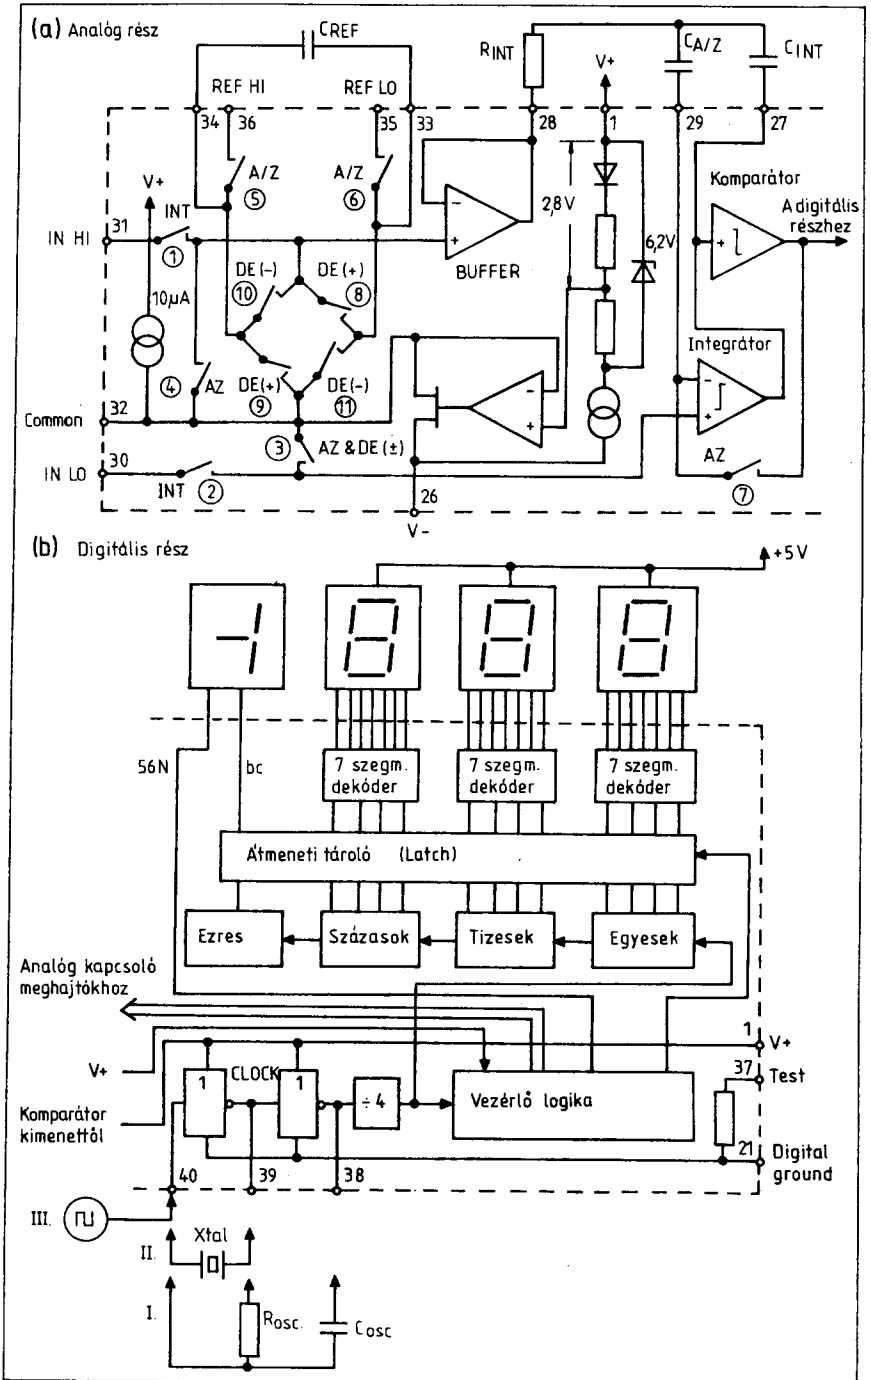 (a) Analóg rész
CREF
RINT
CA/Z
CINT
V+
REF HI
REF LO
34
36
35
33
28
1
29
27
A/Z
⑤
A/Z
⑥
V+
INT
31
IN HI
①
10μA
-
+
BUFFER
2,8V
6,2V
Komparátor
+
A digitális
részhez
DE(-)
⑩
DE(+)
⑧
④
AZ
DE(+)
⑨
DE(-)
⑪
-
+
Integrátor
-
+
32
Common
③
AZ & DE(±)
30
IN LO
INT
②
26
V-
AZ
⑦
(b) Digitális rész
+5V
56N
bc
7 szegm.
dekóder
7 szegm.
dekóder
7 szegm.
dekóder
Átmeneti tároló (Latch)
Ezres
Százasok
Tízesek
Egyesek
Analóg kapcsoló
meghajtókhoz
1
V+
V+
1
CLOCK
1
÷4
Vezérlő logika
37
Test
Komparátor
kimenettől
21
Digital
ground
40
39
38
III.
Xtal
II.
I.
Rosc.
Cosc